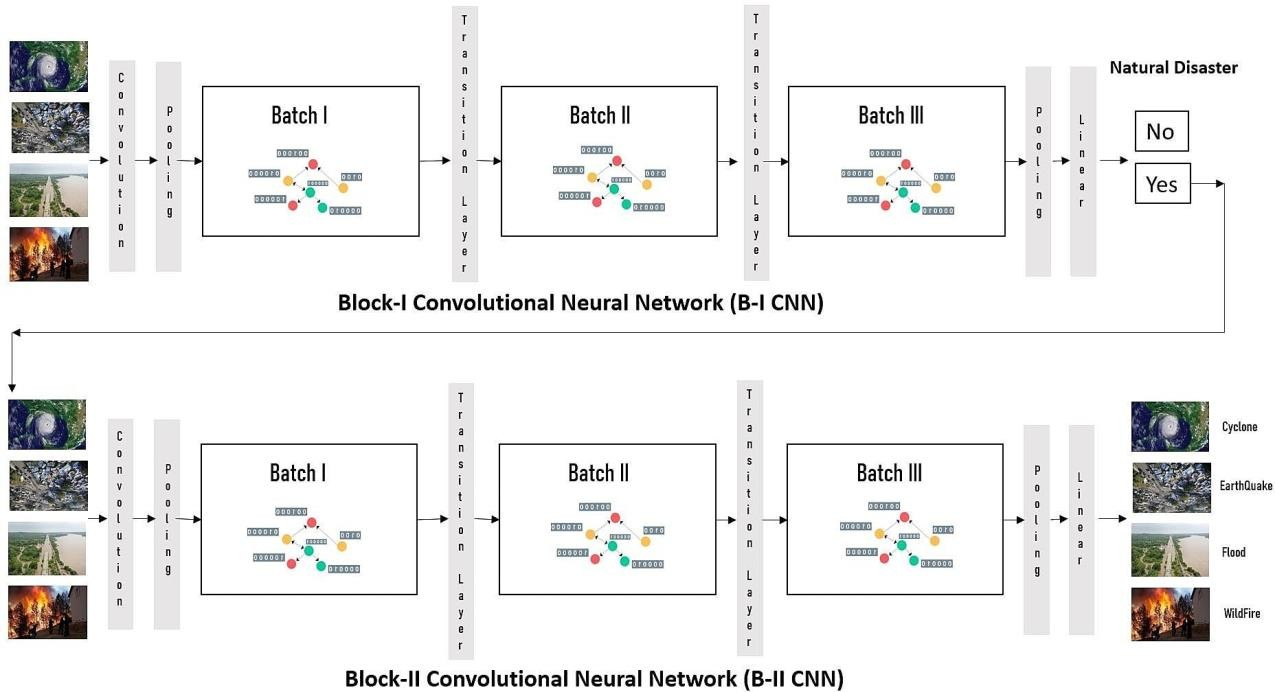 Convolution
Pooling
Batch I
Transition Layer
Batch II
Transition Layer
Batch III
Pooling
Linear
Natural Disaster
No
Yes
Block-I Convolutional Neural Network (B-I CNN)
Convolution
Pooling
Batch I
Transition Layer
Batch II
Transition Layer
Batch III
Pooling
Linear
Cyclone
EarthQuake
Flood
WildFire
Block-II Convolutional Neural Network (B-II CNN)